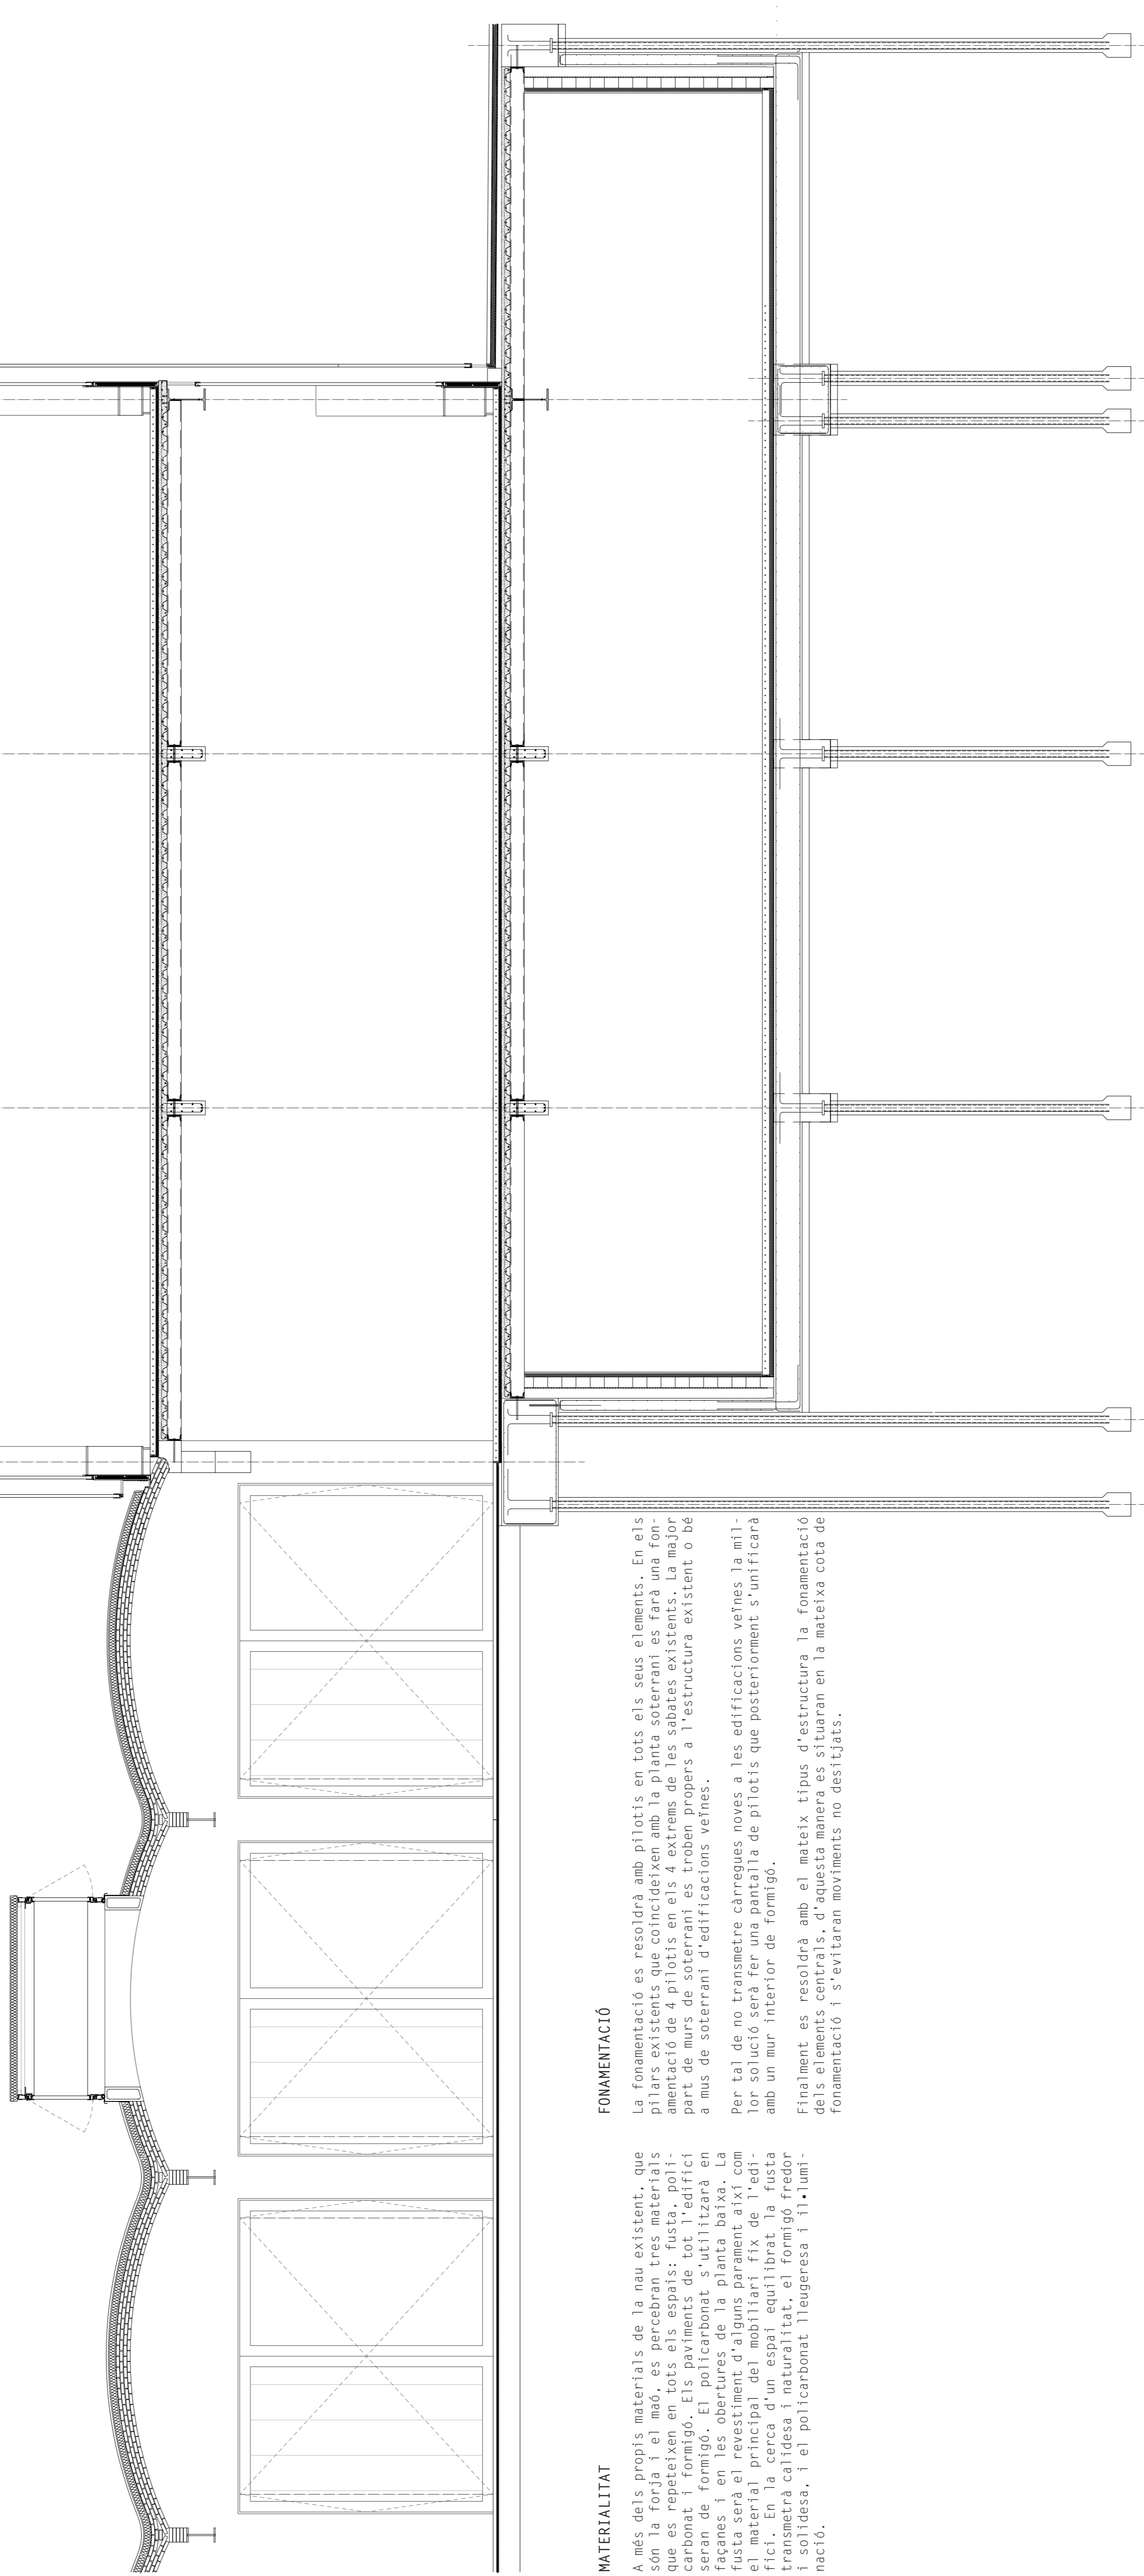 MATERIALITAT
A més dels propis materials de la nau existent, que
són la forja i el maó, es percebran tres materials
que es repeteixen en tots els espais: fusta, poli-
carbonat i formigó. Els paviments de tot l'edifici
seran de formigó. El policarbonat s'utilitzarà en
façanes i en les obertures de la planta baixa. La
fusta serà el revestiment d'alguns parament així com
el material principal del mobiliari fix de l'edi-
fici. En la cerca d'un espai equilibrat la fusta
transmetrà calidesa i naturalitat, el formigó fredor
i solidesa, i el policarbonat lleugeresa i il•lumi-
nació.
FONAMENTACIÓ
La fonamentació es resoldrà amb pilotis en tots els seus elements. En els
pilars existents que coincideixen amb la planta soterrani es farà una fon-
amentació de 4 pilotis en els 4 extrems de les sabates existents. La major
part de murs de soterrani es troben propers a l'estructura existent o bé
a mus de soterrani d'edificacions veïnes.
Per tal de no transmetre càrregues noves a les edificacions veïnes la mil-
lor solució serà fer una pantalla de pilotis que posteriorment s'unificarà
amb un mur interior de formigó.
Finalment es resoldrà amb el mateix tipus d'estructura la fonamentació
dels elements centrals, d'aquesta manera es situaran en la mateixa cota de
fonamentació i s'evitaran moviments no desitjats.